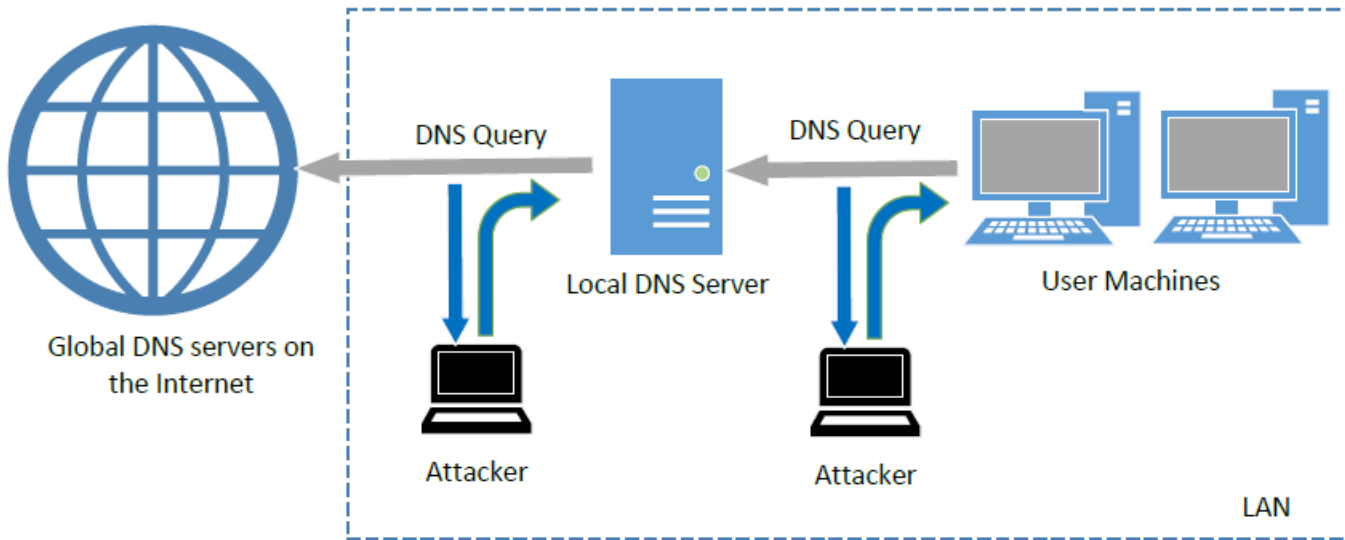 DNS Query
DNS Query
Local DNS Server
User Machines
Global DNS servers on
the Internet
Attacker
Attacker
LAN